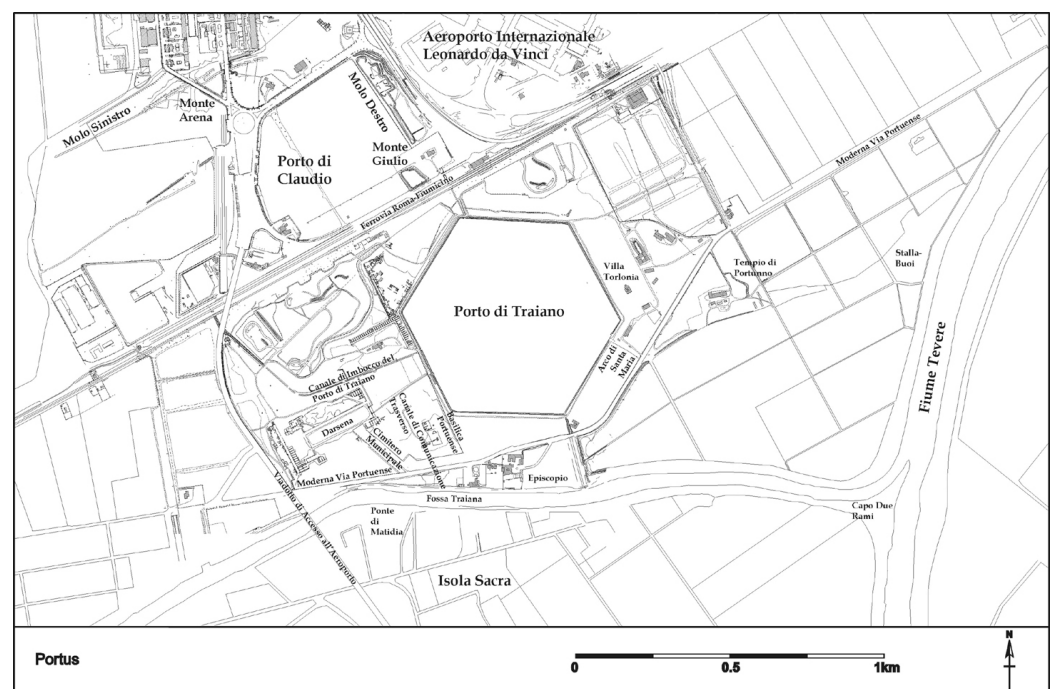 Aeroporto Internazionale
Leonardo da Vinci
Molo Destro
Monte
Arena
Molo Sinistro
Monte
Giulio
Porto di
Claudio
Moderna Via Portuense
Ferrovia Roma-Fiumicino
Stalla-
Buoi
Villa
Torlonia
Tempio di
Portunno
Porto di Traiano
Fiume Tevere
Arco di
Santa
Maria
Canale di Imbocco del
Porto di Traiano
Darsena
Canale di Comunicazione
Trasverso
Basilica
Portuense
Cimitero
Municipale
Moderna Via Portuense
Episcopio
Fossa Traiana
Viadotto di Accesso all'Aeroporto
Ponte
di
Matidia
Capo Due
Rami
Isola Sacra
Portus
0
0.5
1km
N